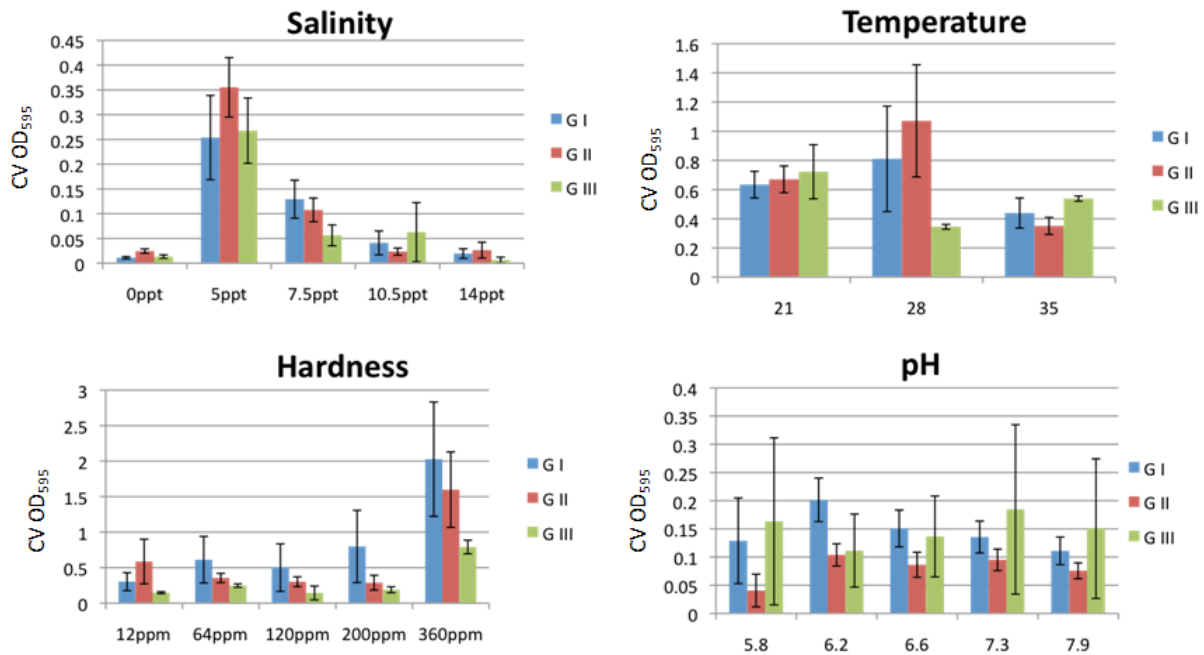 Salinity
0.45
0.4
0.35
0.3
0.25
0.2
0.15
0.1
0.05
0
CV OD₅₉₅
0ppt 5ppt 7.5ppt 10.5ppt 14ppt
G I
G II
G III
Temperature
1.6
1.4
1.2
1
0.8
0.6
0.4
0.2
0
CV OD₅₉₅
21 28 35
G I
G II
G III
Hardness
3
2.5
2
1.5
1
0.5
0
CV OD₅₉₅
12ppm 64ppm 120ppm 200ppm 360ppm
G I
G II
G III
pH
0.4
0.35
0.3
0.25
0.2
0.15
0.1
0.05
0
CV OD₅₉₅
5.8 6.2 6.6 7.3 7.9
G I
G II
G III